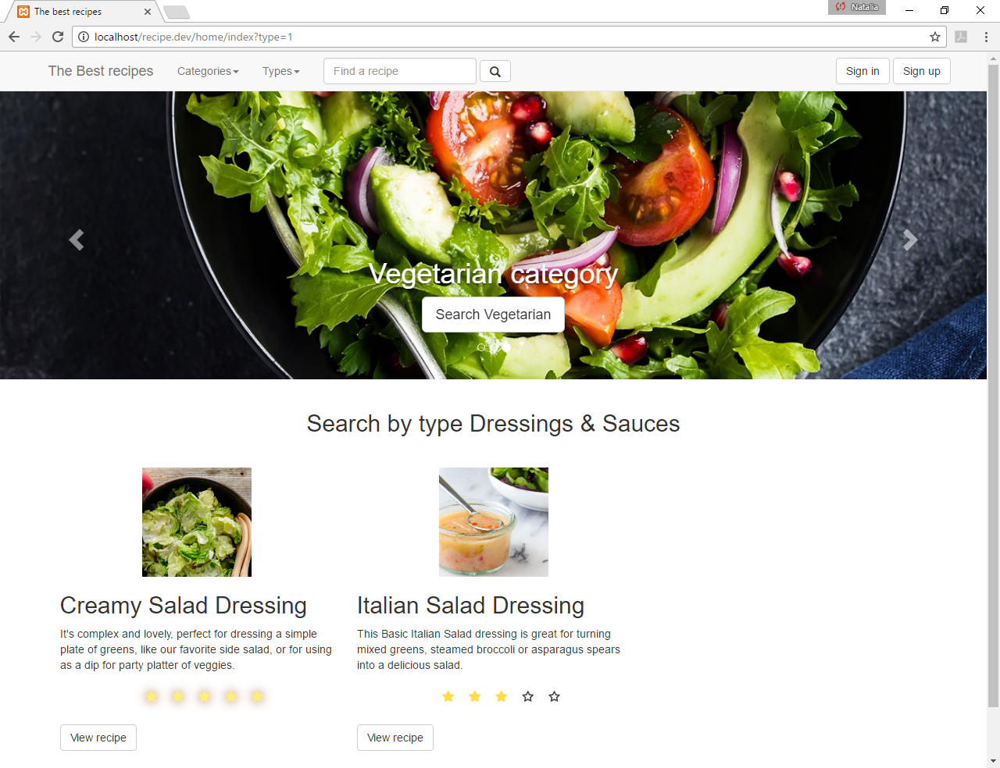 The best recipes
Natalia
localhost/recipe.dev/home/index?type=1
The Best recipes
Categories
Types
Find a recipe
Sign in
Sign up
Vegetarian category
Search Vegetarian
Search by type Dressings & Sauces
Creamy Salad Dressing
It's complex and lovely, perfect for dressing a simple
plate of greens, like our favorite side salad, or for using
as a dip for party platter of veggies.
View recipe
Italian Salad Dressing
This Basic Italian Salad dressing is great for turning
mixed greens, steamed broccoli or asparagus spears
into a delicious salad.
View recipe